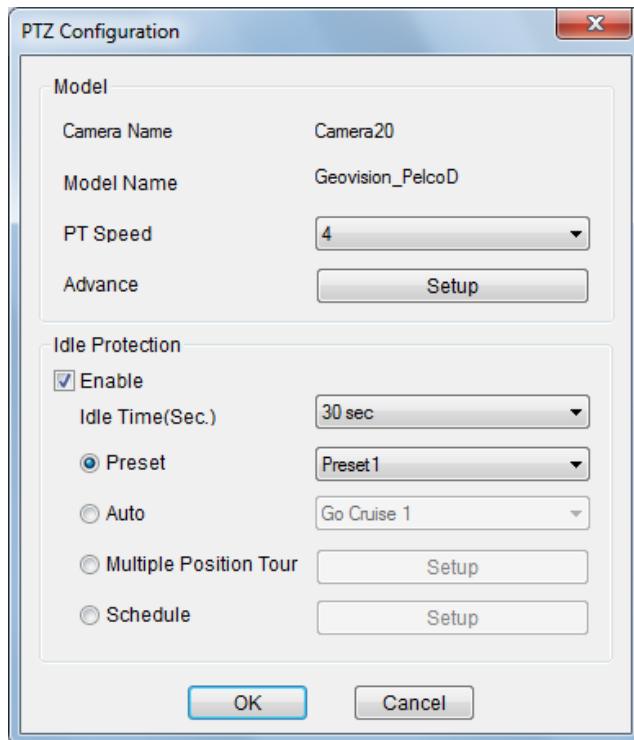 PTZ Configuration
Model
Camera Name Camera20
Model Name Geovision_PelcoD
PT Speed 4
Advance Setup
Idle Protection
Enable
Idle Time(Sec.) 30 sec
Preset Preset1
Auto Go Cruise 1
Multiple Position Tour Setup
Schedule Setup
OK Cancel